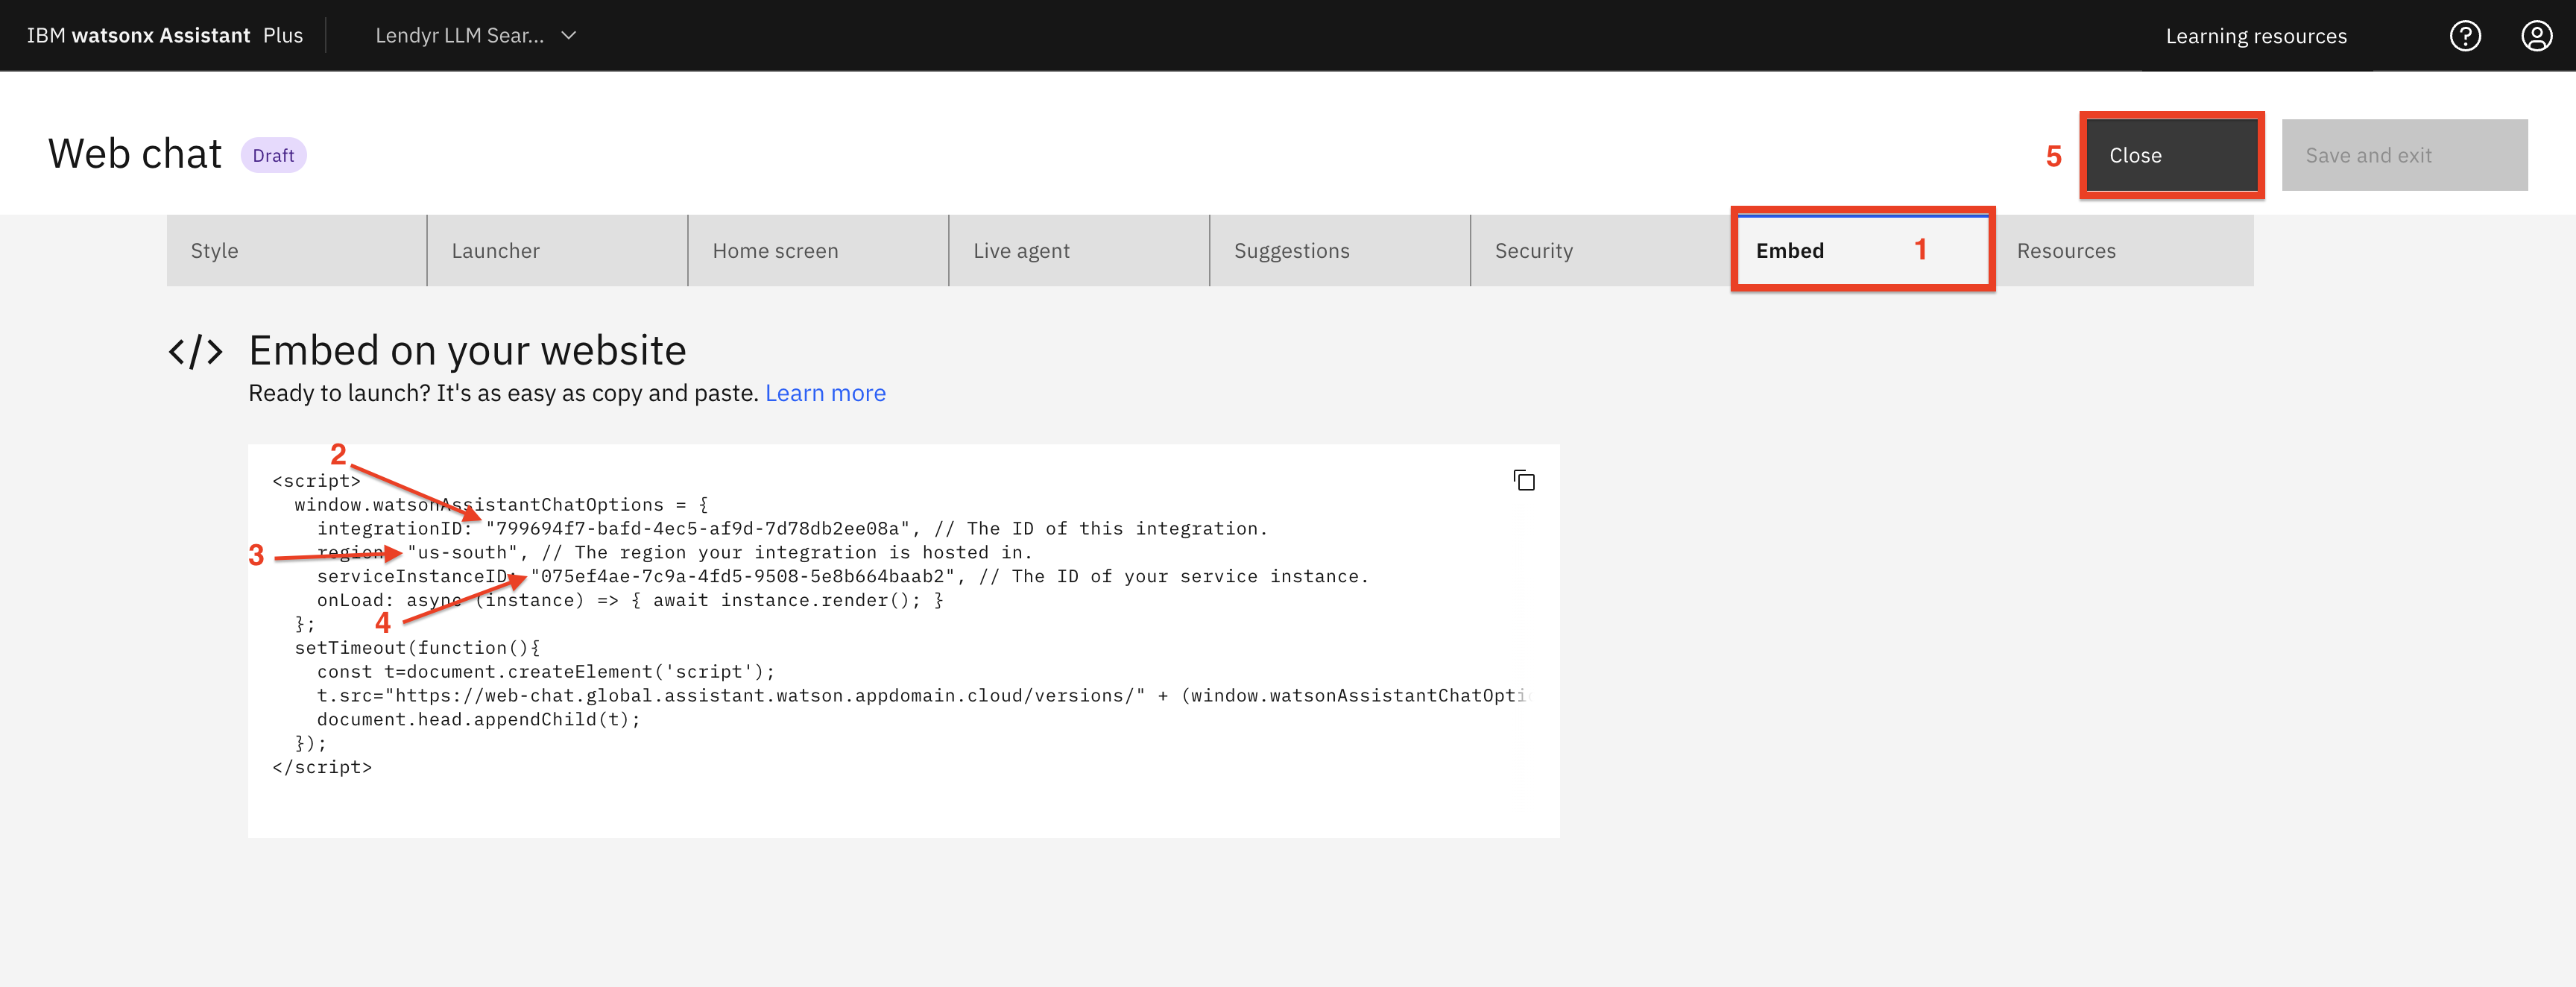 IBM watsonx Assistant Plus
Lendyr LLM Sear...
Learning resources
Web chat
Draft
5
Close
Save and exit
Style
Launcher
Home screen
Live agent
Suggestions
Security
Embed
1
Resources
</> Embed on your website
Ready to launch? It's as easy as copy and paste. Learn more
2
<script>
window.watsonAssistantChatOptions = {
integrationID: "799694f7-bafd-4ec5-af9d-7d78db2ee08a", // The ID of this integration.
3
region: "us-south", // The region your integration is hosted in.
serviceInstanceID: "075ef4ae-7c9a-4fd5-9508-5e8b664baab2", // The ID of your service instance.
onLoad: async (instance) => { await instance.render(); }
4
};
setTimeout(function(){
const t=document.createElement('script');
t.src="https://web-chat.global.assistant.watson.appdomain.cloud/versions/" + (window.watsonAssistantChatOptio
document.head.appendChild(t);
});
</script>